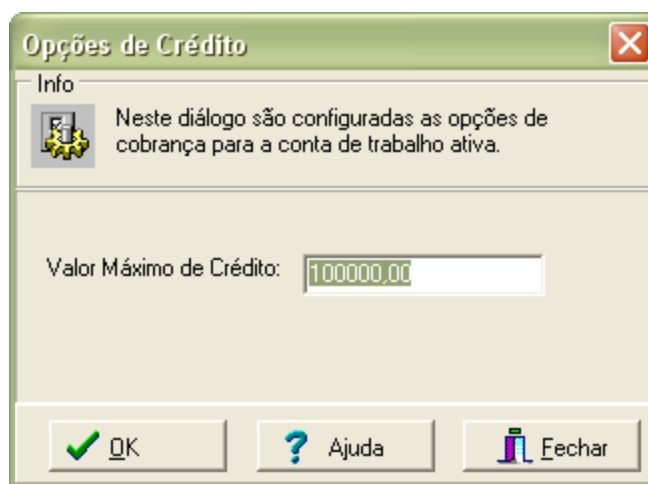 Opções de Crédito
Info
Neste diálogo são configuradas as opções de
cobrança para a conta de trabalho ativa.
Valor Máximo de Crédito: 100000,00
OK Ajuda Fechar